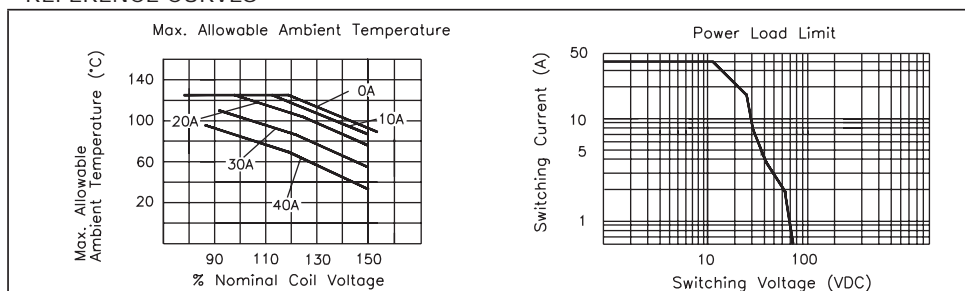 Max. Allowable Ambient Temperature
Max. Allowable
Ambient Temperature (°C)
140
100
60
20
0A
10A
20A
30A
40A
90
110
130
150
% Nominal Coil Voltage
Power Load Limit
Switching Current (A)
50
10
5
1
10
100
Switching Voltage (VDC)